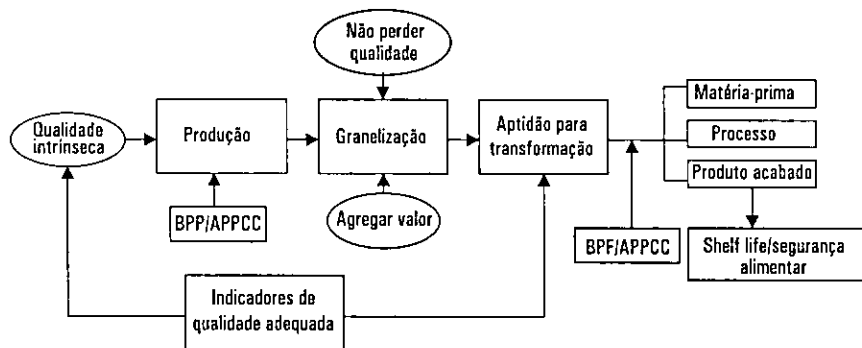 Não perder
qualidade
Qualidade
intrínseca
Produção
Granelização
Aptidão para
transformação
Matéria-prima
Processo
Produto acabado
BPP/APPCC
Agregar valor
BPF/APPCC
Shelf life/segurança
alimentar
Indicadores de
qualidade adequada